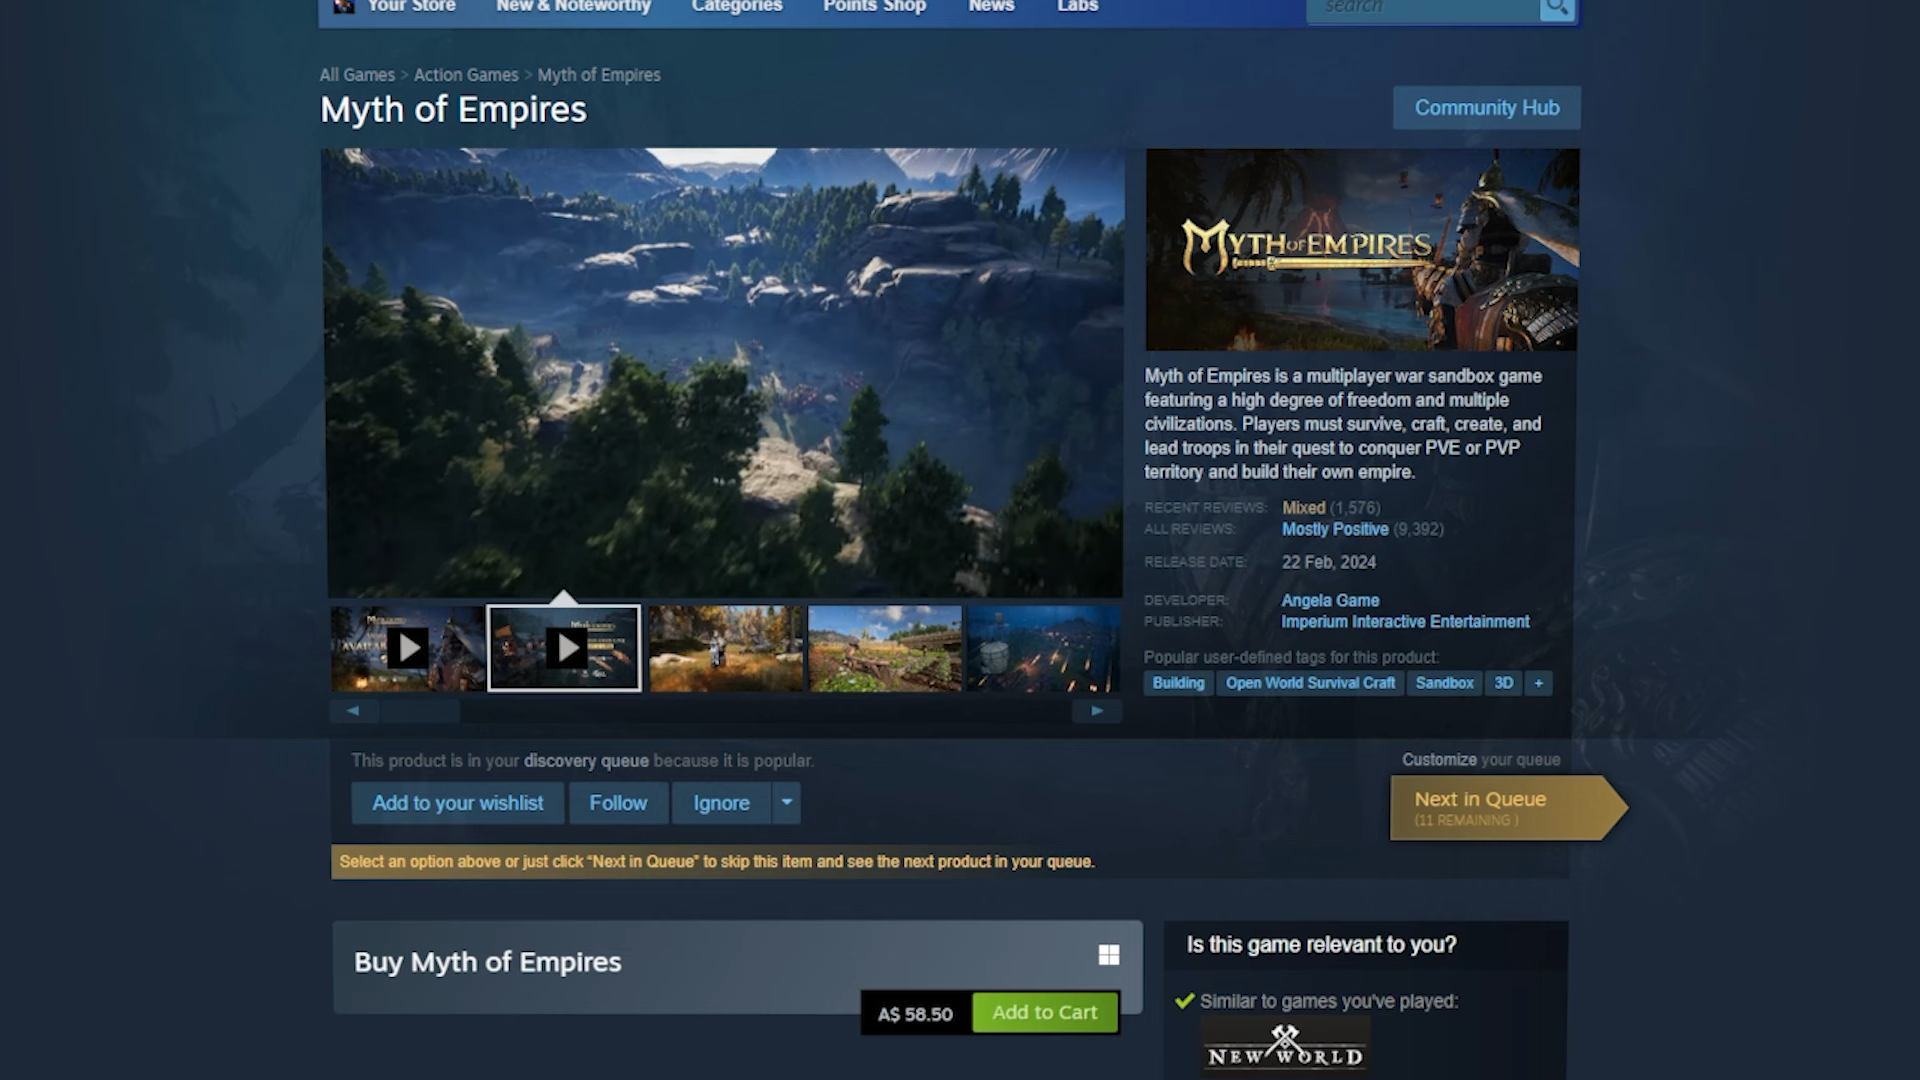 Your Store New & Noteworthy Categories Points Shop News Labs search
All Games > Action Games > Myth of Empires
Myth of Empires
Community Hub
MYTH OF EMPIRES
Myth of Empires is a multiplayer war sandbox game
featuring a high degree of freedom and multiple
civilizations. Players must survive, craft, create, and
lead troops in their quest to conquer PVE or PVP
territory and build their own empire.
RECENT REVIEWS: Mixed (1,576)
ALL REVIEWS: Mostly Positive (9,392)
RELEASE DATE: 22 Feb, 2024
DEVELOPER: Angela Game
PUBLISHER: Imperium Interactive Entertainment
Popular user-defined tags for this product:
Building Open World Survival Craft Sandbox 3D +
This product is in your discovery queue because it is popular.
Customize your queue
Add to your wishlist Follow Ignore
Next in Queue
(11 REMAINING )
Select an option above or just click “Next in Queue” to skip this item and see the next product in your queue.
Buy Myth of Empires
A$ 58.50 Add to Cart
Is this game relevant to you?
Similar to games you've played:
NEW WORLD